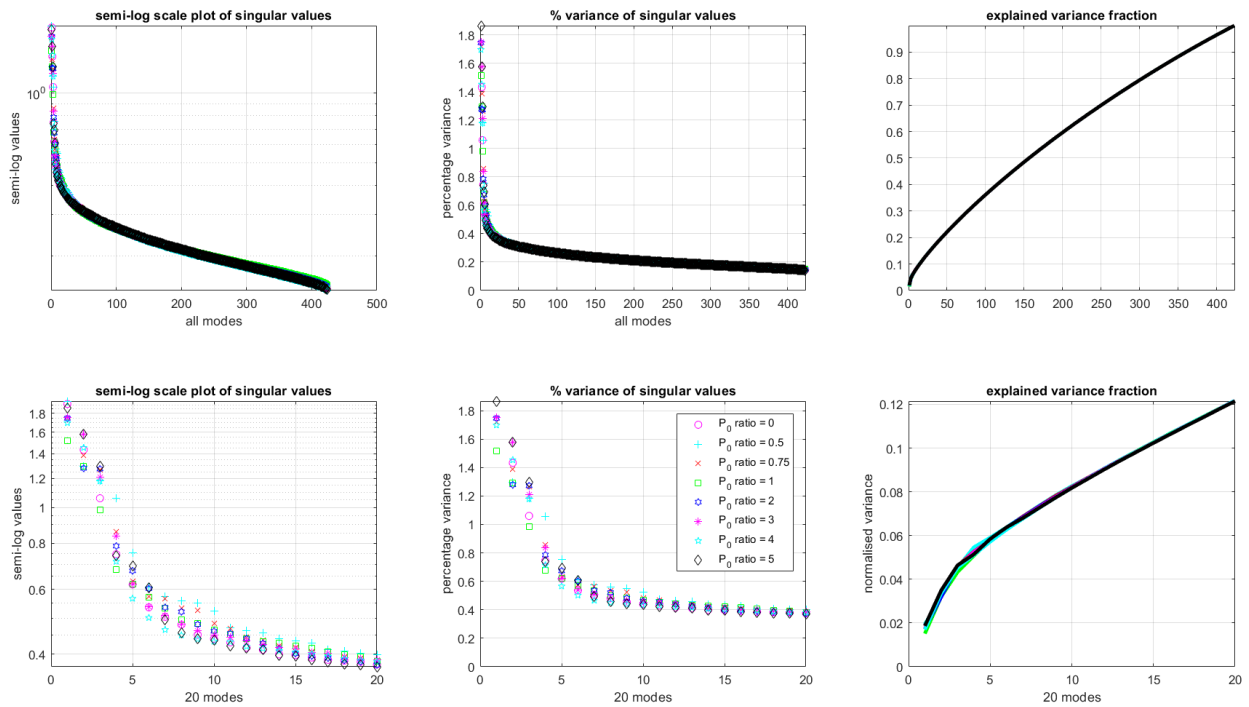 semi-log scale plot of singular values
semi-log values
10^0
0 100 200 300 400 500
all modes
% variance of singular values
percentage variance
1.8
1.6
1.4
1.2
1
0.8
0.6
0.4
0.2
0
0 50 100 150 200 250 300 350 400
all modes
explained variance fraction
0.9
0.8
0.7
0.6
0.5
0.4
0.3
0.2
0.1
0
0 50 100 150 200 250 300 350 400
semi-log scale plot of singular values
semi-log values
1.8
1.6
1.4
1.2
1
0.8
0.6
0.4
0 5 10 15 20
20 modes
% variance of singular values
percentage variance
1.8
1.6
1.4
1.2
1
0.8
0.6
0.4
0.2
0
P_0 ratio = 0
P_0 ratio = 0.5
P_0 ratio = 0.75
P_0 ratio = 1
P_0 ratio = 2
P_0 ratio = 3
P_0 ratio = 4
P_0 ratio = 5
0 5 10 15 20
20 modes
explained variance fraction
normalised variance
0.12
0.1
0.08
0.06
0.04
0.02
0
0 5 10 15 20
20 modes